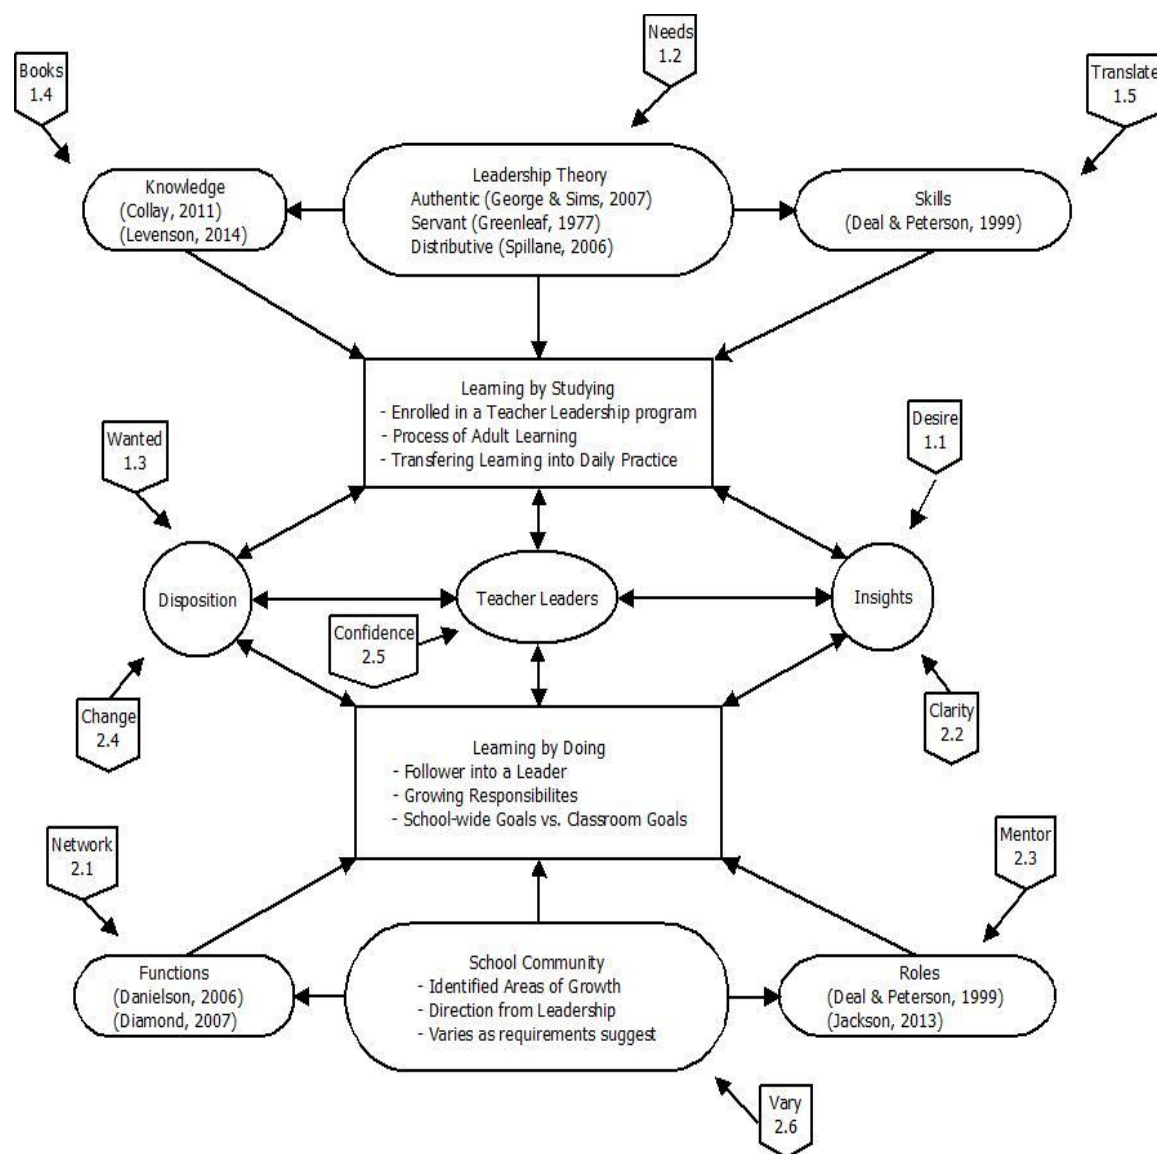 Needs
1.2
Books
1.4
Translate
1.5
Leadership Theory
Authentic (George & Sims, 2007)
Servant (Greenleaf, 1977)
Distributive (Spillane, 2006)
Knowledge
(Collay, 2011)
(Levenson, 2014)
Skills
(Deal & Peterson, 1999)
Learning by Studying
- Enrolled in a Teacher Leadership program
- Process of Adult Learning
- Transfering Learning into Daily Practice
Wanted
1.3
Desire
1.1
Disposition
Teacher Leaders
Insights
Confidence
2.5
Change
2.4
Clarity
2.2
Learning by Doing
- Follower into a Leader
- Growing Responsibilites
- School-wide Goals vs. Classroom Goals
Network
2.1
Mentor
2.3
Functions
(Danielson, 2006)
(Diamond, 2007)
School Community
- Identified Areas of Growth
- Direction from Leadership
- Varies as requirements suggest
Roles
(Deal & Peterson, 1999)
(Jackson, 2013)
Vary
2.6